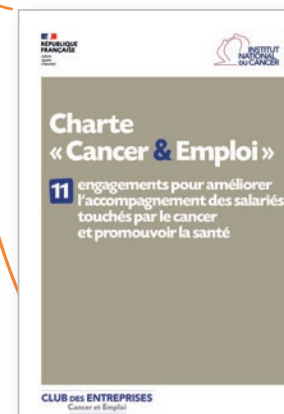 RÉPUBLIQUE
FRANÇAISE
INSTITUT
NATIONAL
DU CANCER
Charte
« Cancer & Emploi »
11 engagements pour améliorer
l'accompagnement des salariés
touchés par le cancer
et promouvoir la santé
CLUB DES ENTREPRISES
Cancer et Emploi